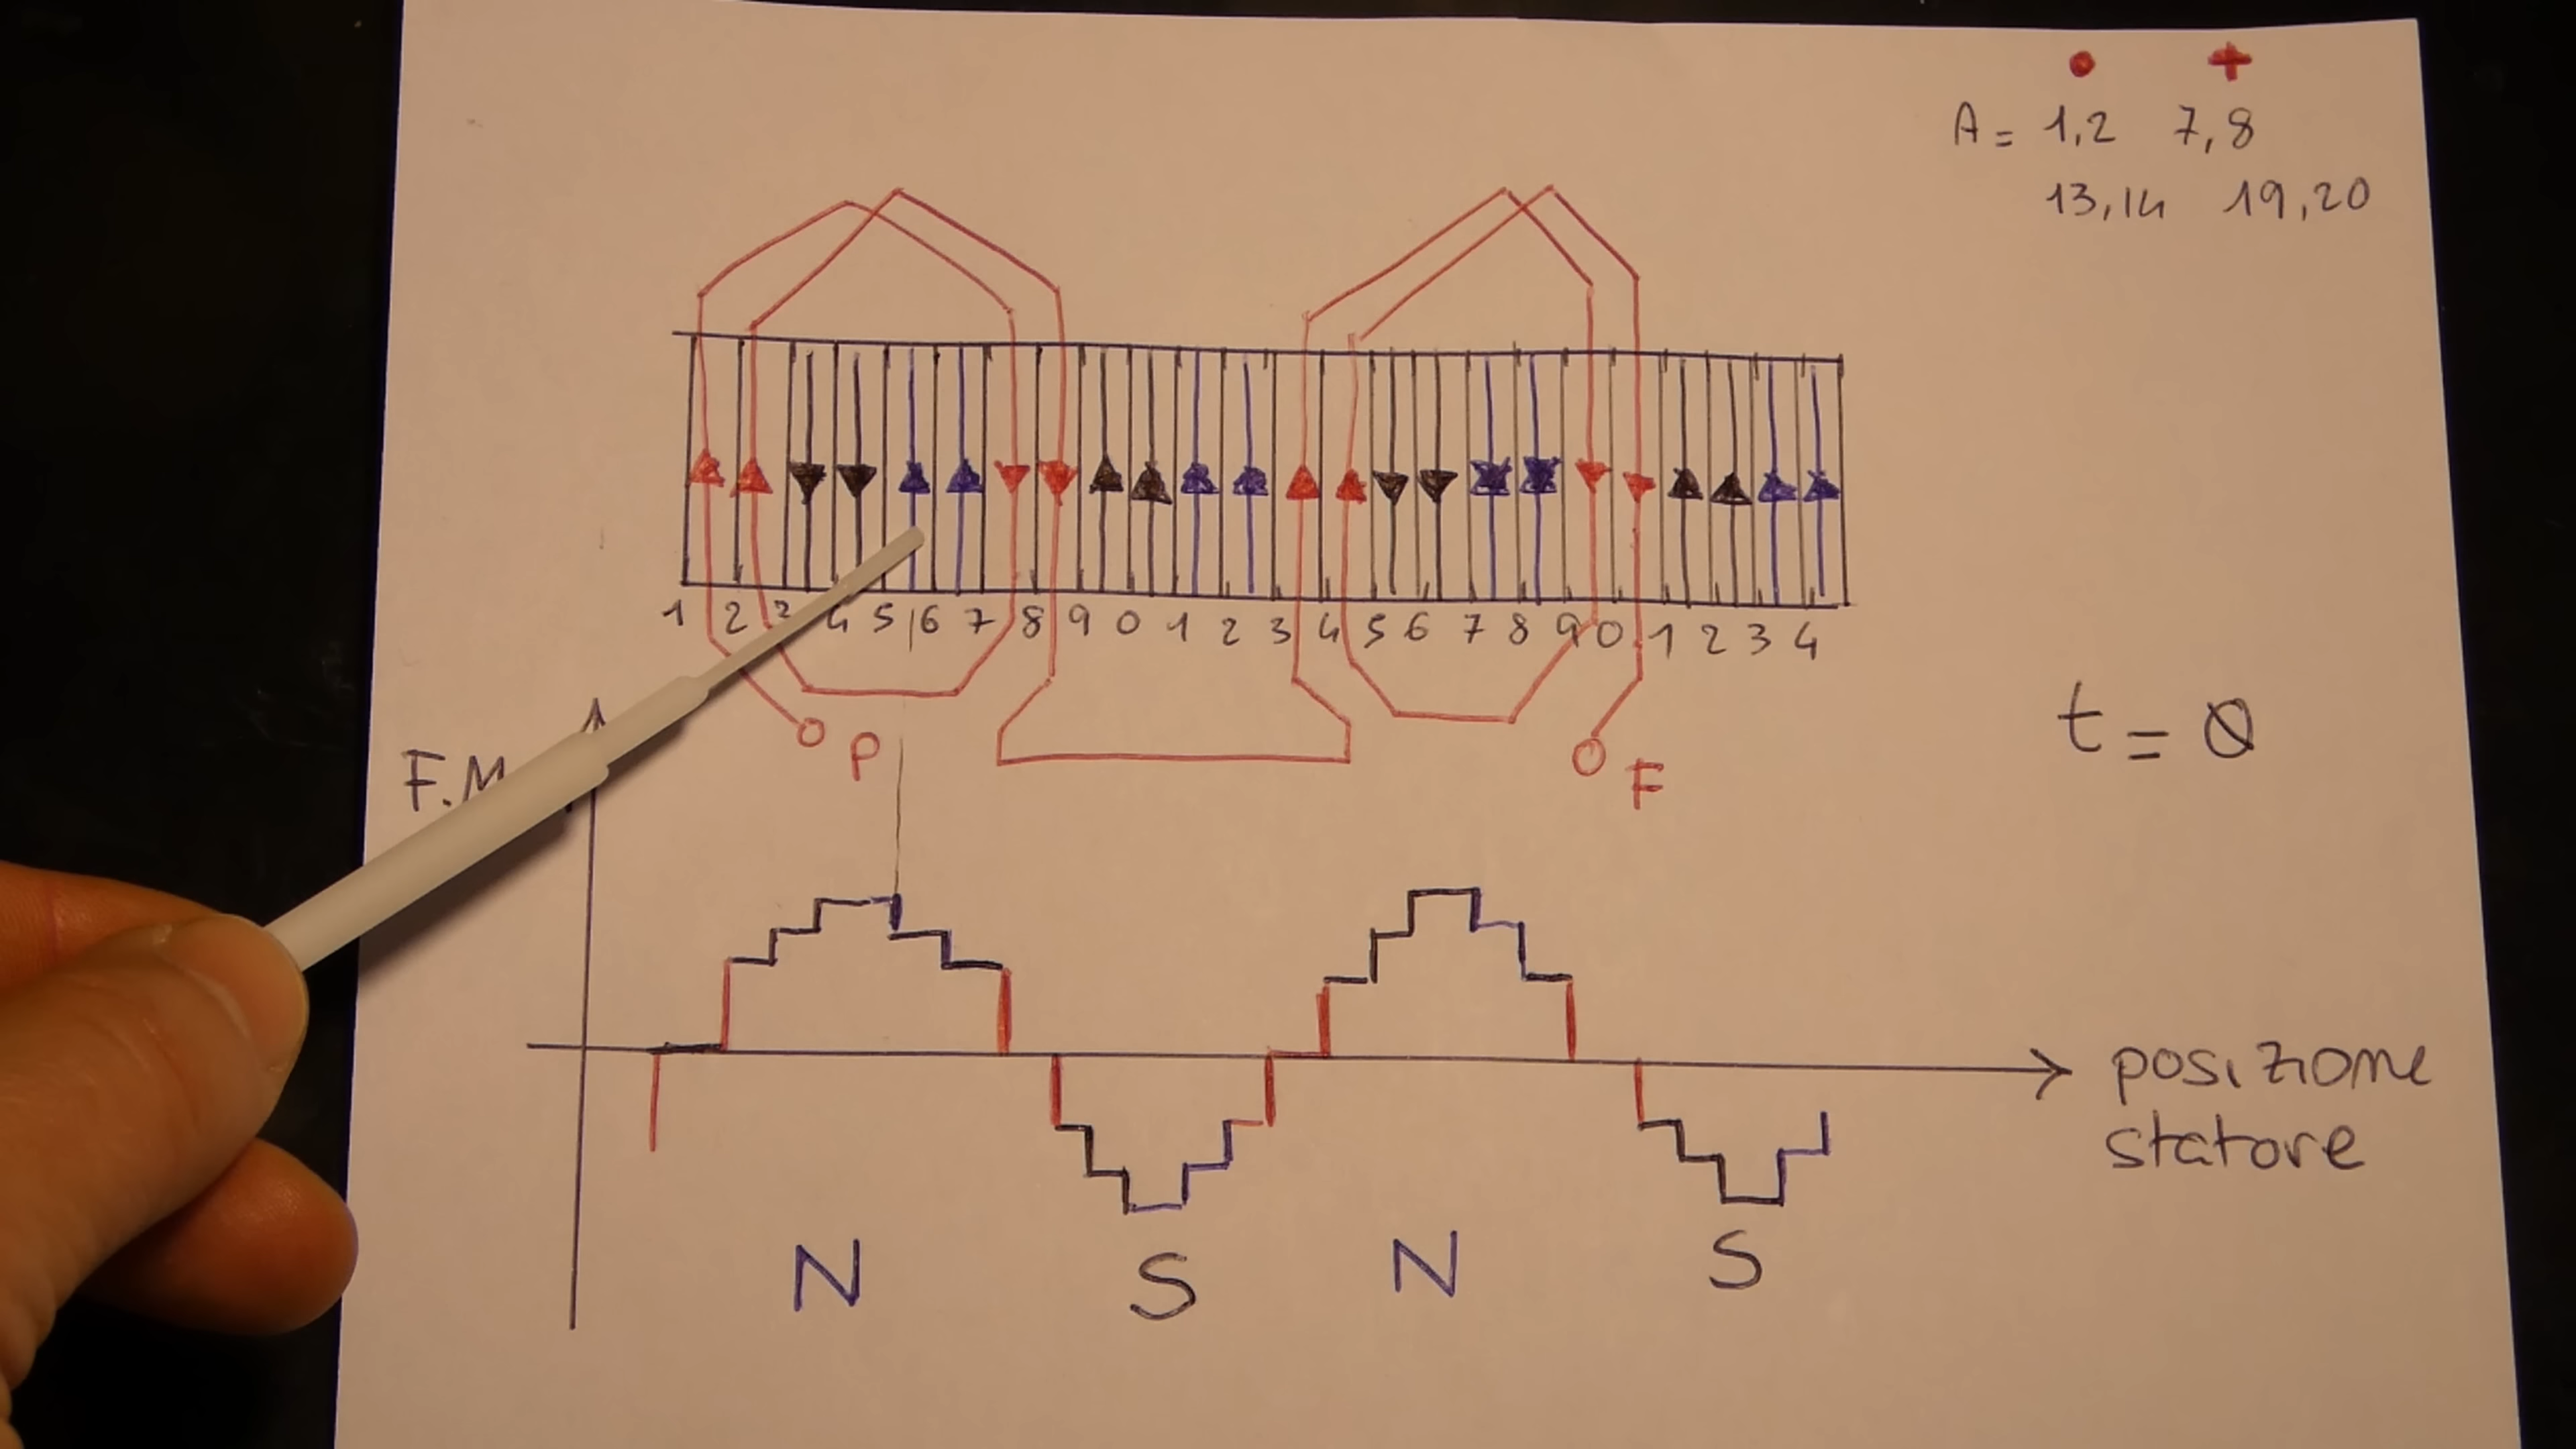 A = 1,2 7,8
13,14 19,20
1 2 3 4 5 6 7 8 9 0 1 2 3 4 5 6 7 8 9 0 1 2 3 4
P
F
t = 0
F.M
posizione
statore
N S N S